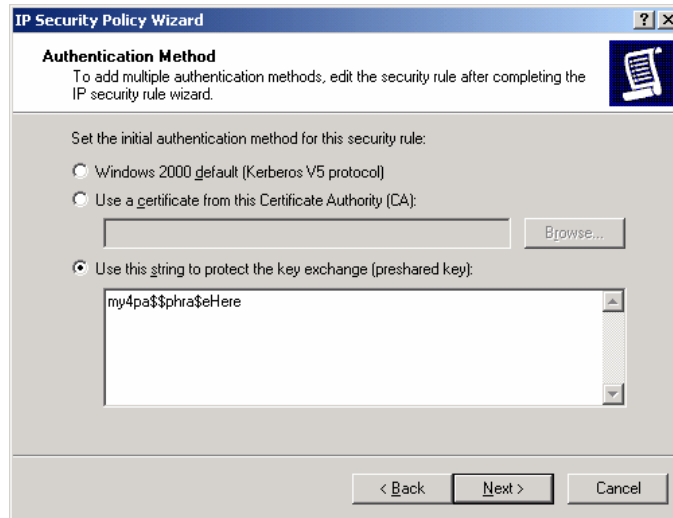 IP Security Policy Wizard
Authentication Method
To add multiple authentication methods, edit the security rule after completing the
IP security rule wizard.
Set the initial authentication method for this security rule:
Windows 2000 default (Kerberos V5 protocol)
Use a certificate from this Certificate Authority (CA):
Browse...
Use this string to protect the key exchange (preshared key):
my4pa$$phra$eHere
< Back Next > Cancel